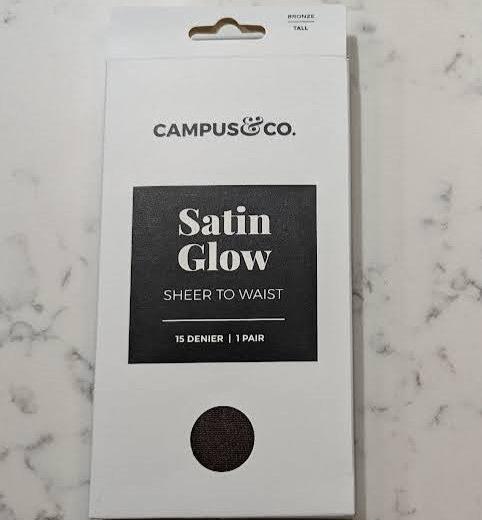 BRONZE
TALL
CAMPUS&CO.
Satin
Glow
SHEER TO WAIST
15 DENIER | 1 PAIR